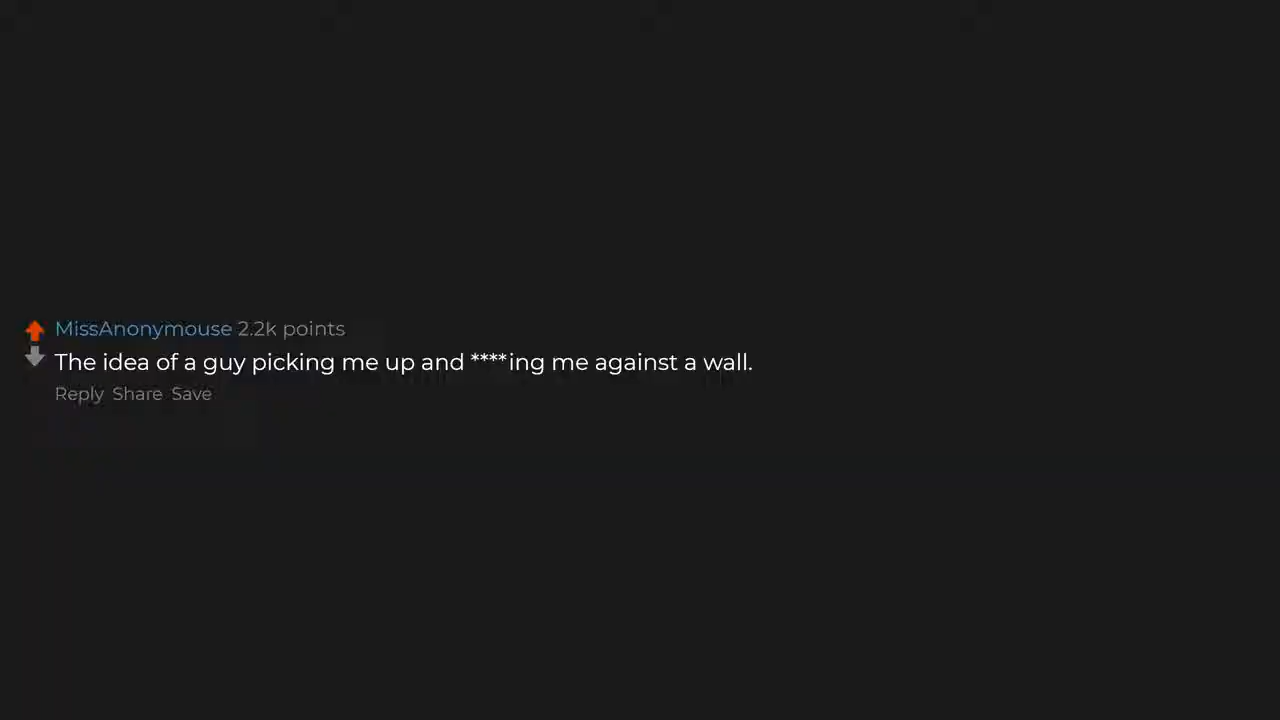 MissAnonymouse 2.2k points
The idea of a guy picking me up and ****ing me against a wall.
Reply Share Save